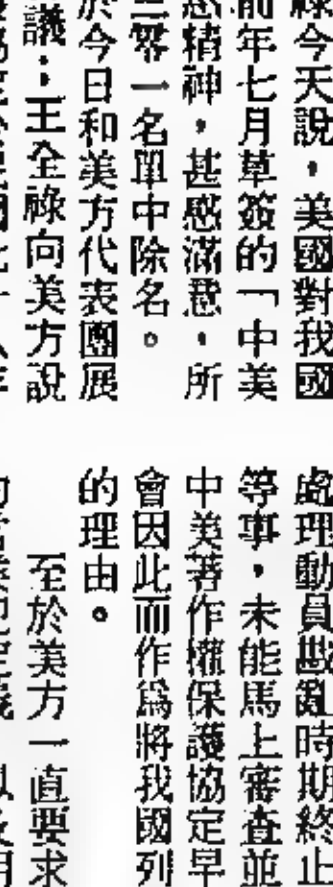 祿今天說，美國對我國
前年七月草簽的「中美
精神，甚感滿意，所
三零一名單中除名。
於今日和美方代表團展
議；王全祿向美方說
處理動員戡亂時期終止
等事，未能馬上審查並
中美著作權保護協定早
會因此而作為將我國列
的理由。
至於美方一直要求